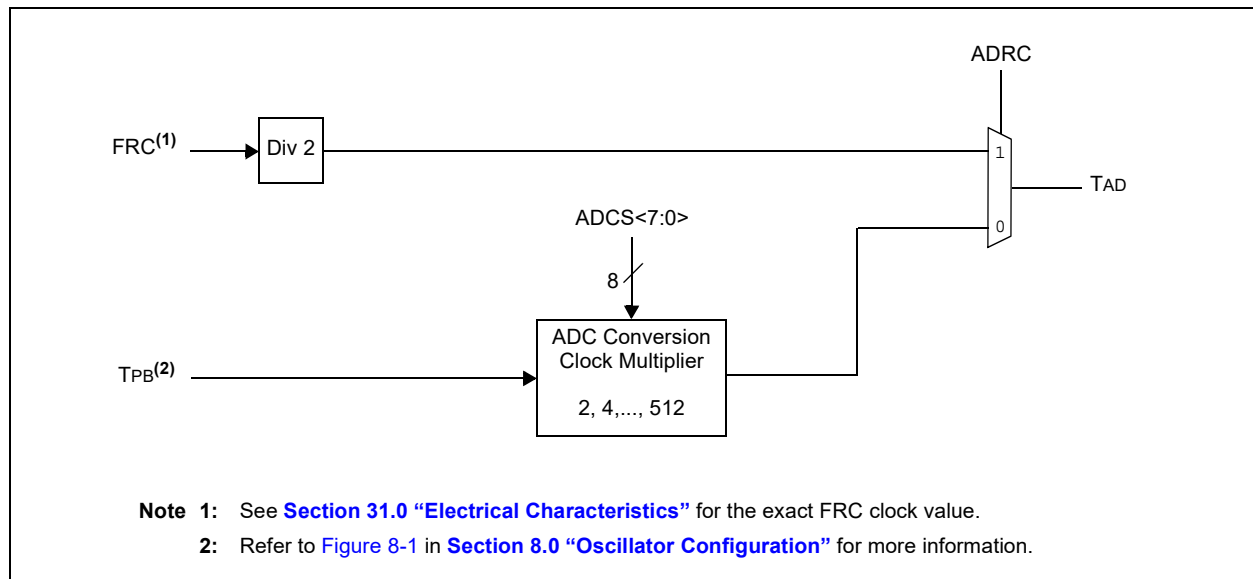 ADRC
FRC(1)
Div 2
1
TAD
ADCS<7:0>
0
8
ADC Conversion
Clock Multiplier
TPB(2)
2, 4,..., 512
Note 1: See Section 31.0 “Electrical Characteristics” for the exact FRC clock value.
2: Refer to Figure 8-1 in Section 8.0 “Oscillator Configuration” for more information.